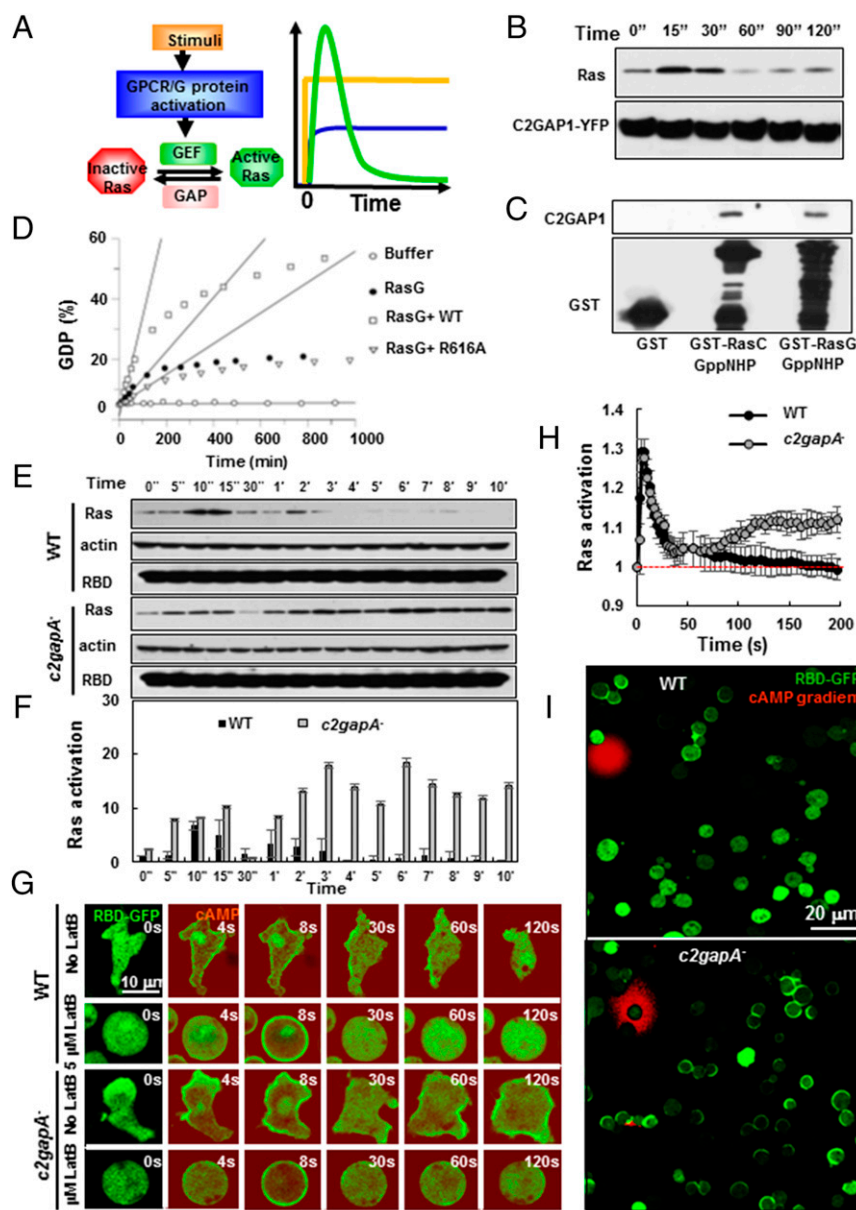 A
Stimuli
GPCR/G protein
activation
GEF
Inactive
Ras
Active
Ras
GAP
0
Time
B
Time 0" 15" 30" 60" 90" 120"
Ras
C2GAP1-YFP
C
C2GAP1
GST
GST
GST-RasC
GppNHP
GST-RasG
GppNHP
D
60
40
20
0
GDP (%)
0 200 400 600 800 1000
Time (min)
Buffer
RasG
RasG+ WT
RasG+ R616A
E
Time 0" 5" 10" 15" 30" 1' 2' 3' 4' 5' 6' 7' 8' 9' 10'
WT
Ras
actin
RBD
c2gapA-
Ras
actin
RBD
F
30
20
10
0
Ras activation
WT c2gapA-
0" 5" 10" 15" 30" 1' 2' 3' 4' 5' 6' 7' 8' 9' 10'
Time
G
WT
No LatB
RBD-GFP cAMP
0s 4s 8s 30s 60s 120s
10 µm
5 µM LatB
0s 4s 8s 30s 60s 120s
c2gapA-
No LatB
0s 4s 8s 30s 60s 120s
µM LatB
0s 4s 8s 30s 60s 120s
H
1.4
1.3
1.2
1.1
1
0.9
Ras activation
WT
c2gapA-
0 50 100 150 200
Time (s)
I
WT
RBD-GFP
cAMP gradien
20 µm
c2gapA-